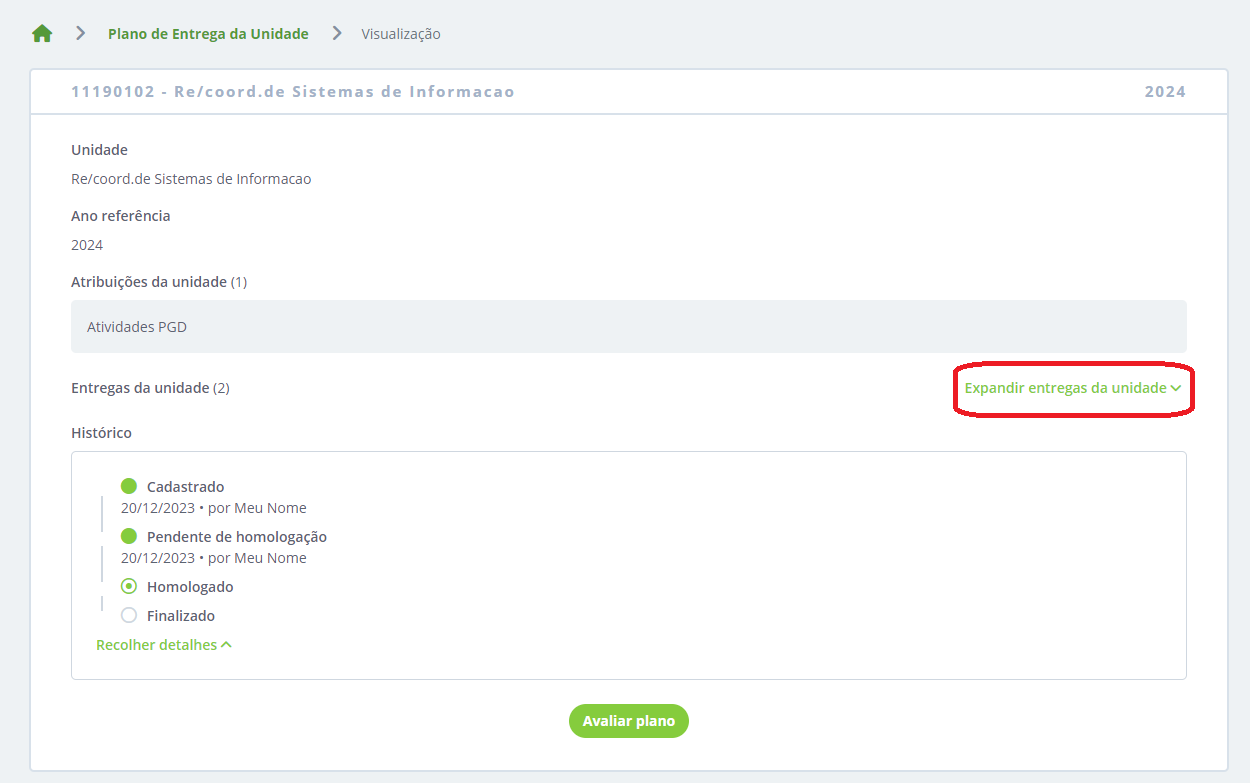 Plano de Entrega da Unidade
Visualização
11190102 - Re/coord.de Sistemas de Informacao
2024
Unidade
Re/coord.de Sistemas de Informacao
Ano referência
2024
Atribuições da unidade (1)
Atividades PGD
Entregas da unidade (2)
Expandir entregas da unidade
Histórico
Cadastrado
20/12/2023 • por Meu Nome
Pendente de homologação
20/12/2023 • por Meu Nome
Homologado
Finalizado
Recolher detalhes
Avaliar plano